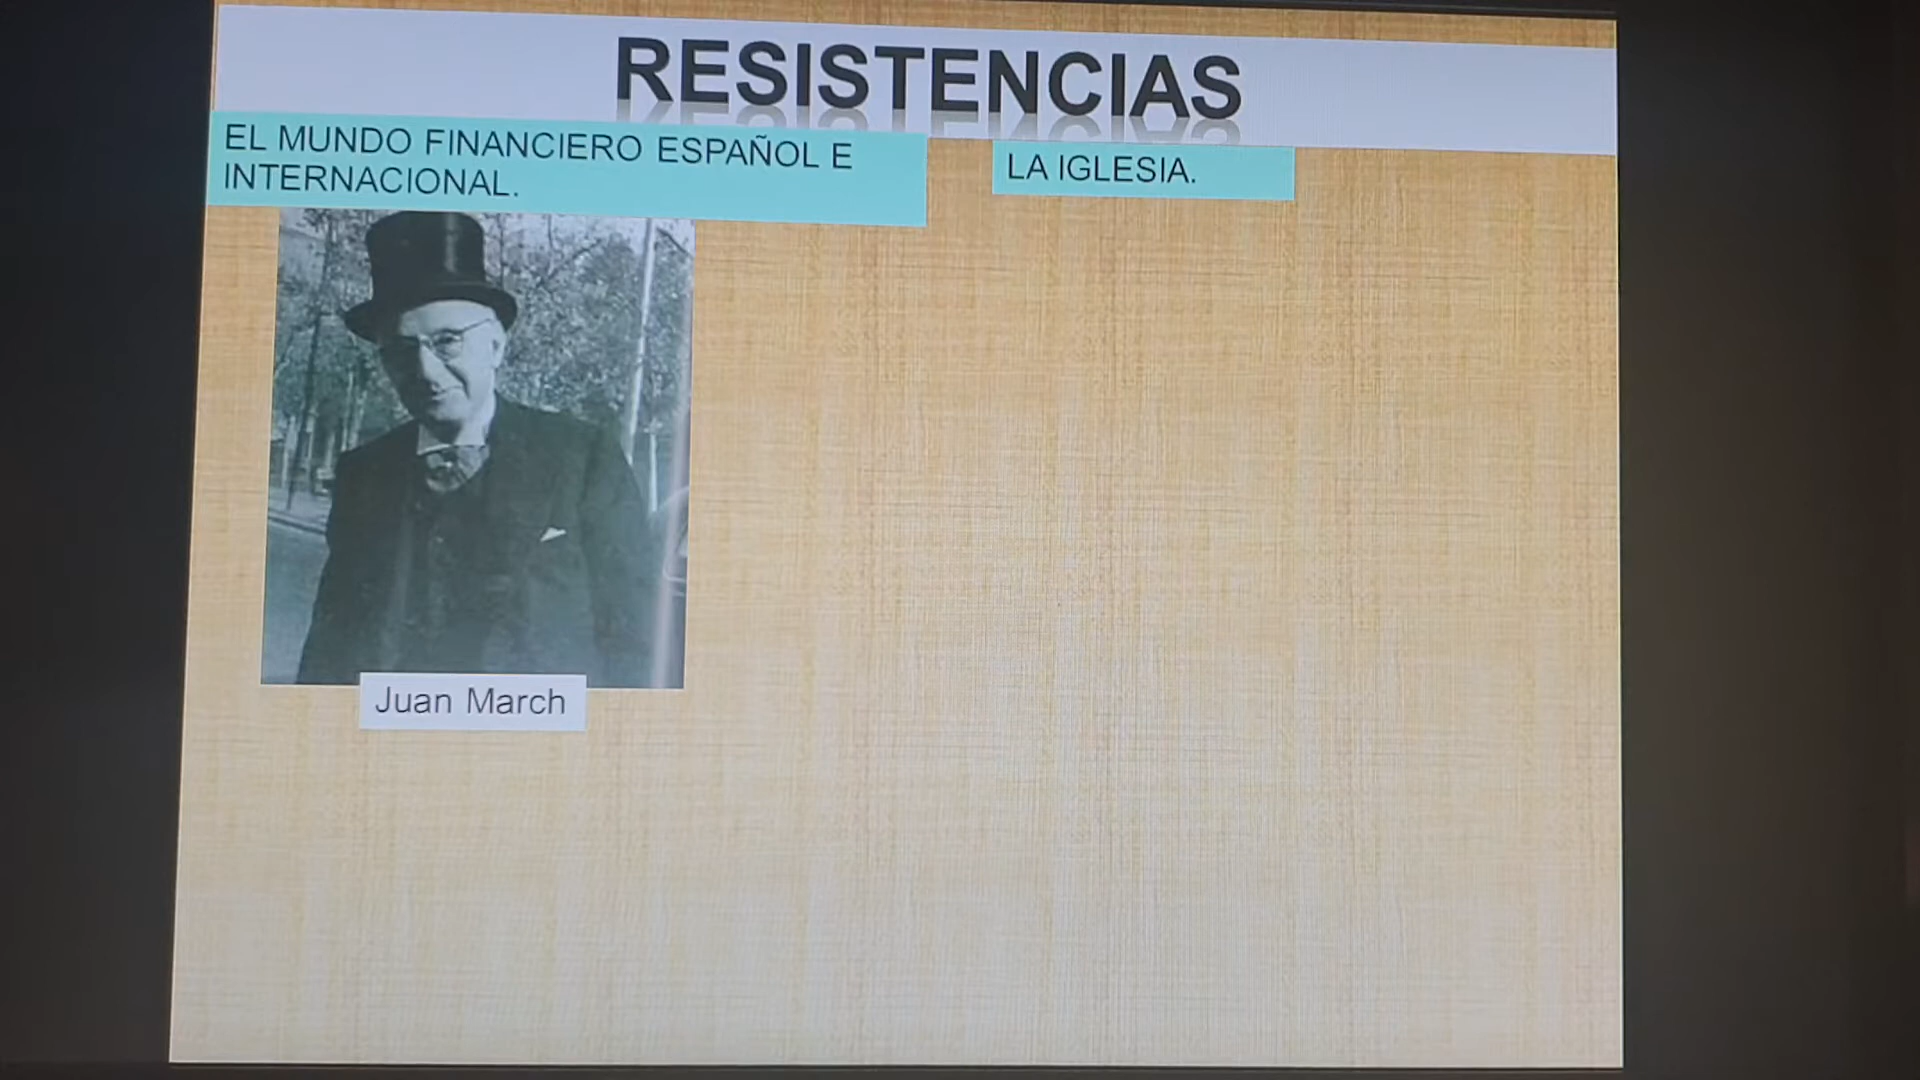 RESISTENCIAS
EL MUNDO FINANCIERO ESPAÑOL E
INTERNACIONAL.
LA IGLESIA.
Juan March